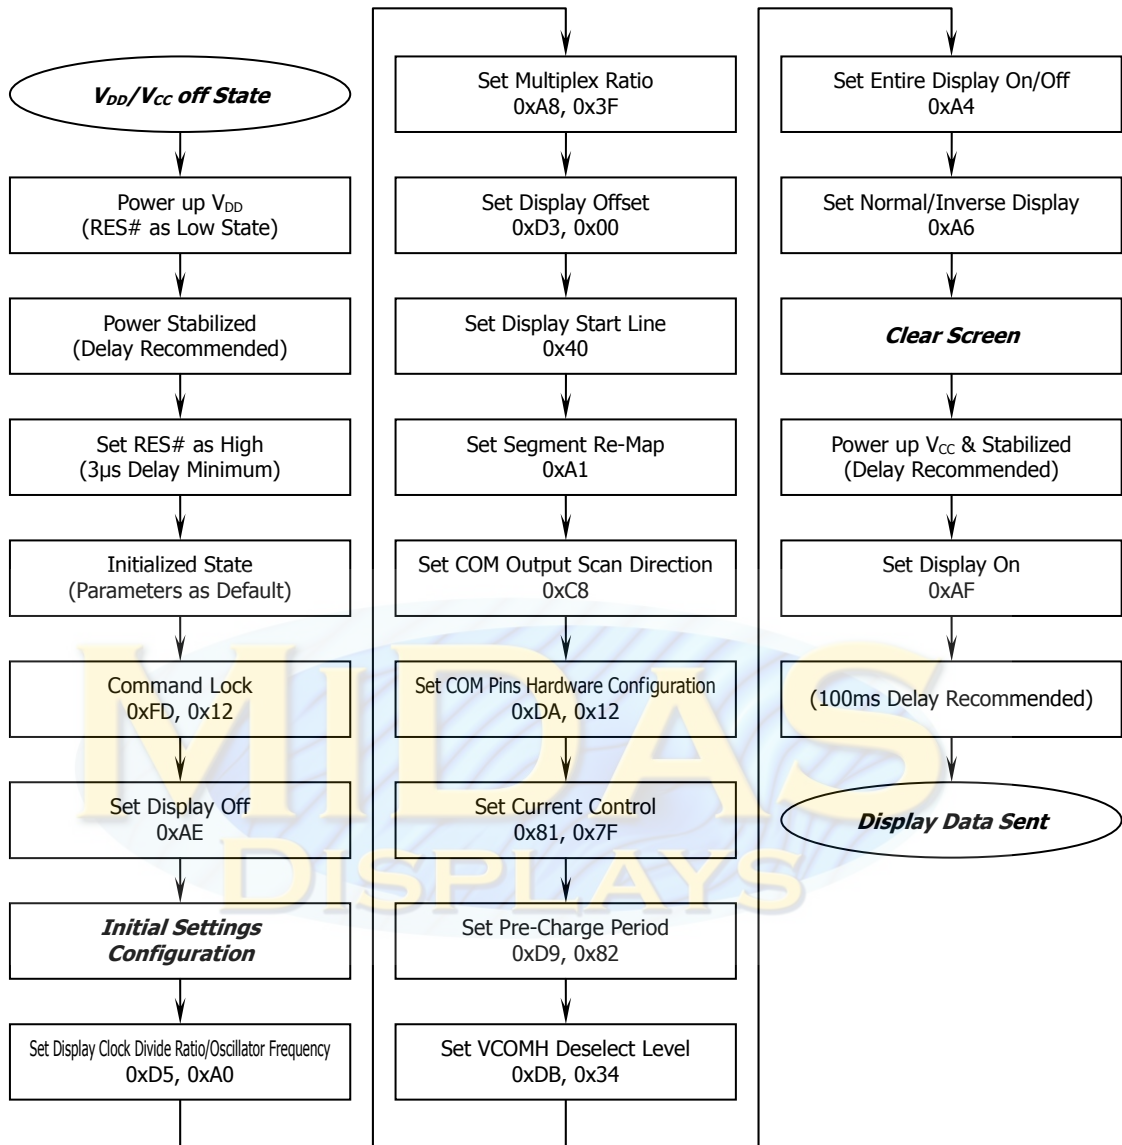 V_DD/V_CC off State
Power up V_DD
(RES# as Low State)
Power Stabilized
(Delay Recommended)
Set RES# as High
(3µs Delay Minimum)
Initialized State
(Parameters as Default)
Command Lock
0xFD, 0x12
Set Display Off
0xAE
Initial Settings
Configuration
Set Display Clock Divide Ratio/Oscillator Frequency
0xD5, 0xA0
Set Multiplex Ratio
0xA8, 0x3F
Set Display Offset
0xD3, 0x00
Set Display Start Line
0x40
Set Segment Re-Map
0xA1
Set COM Output Scan Direction
0xC8
Set COM Pins Hardware Configuration
0xDA, 0x12
Set Current Control
0x81, 0x7F
Set Pre-Charge Period
0xD9, 0x82
Set VCOMH Deselect Level
0xDB, 0x34
Set Entire Display On/Off
0xA4
Set Normal/Inverse Display
0xA6
Clear Screen
Power up V_CC & Stabilized
(Delay Recommended)
Set Display On
0xAF
(100ms Delay Recommended)
Display Data Sent
MIDAS
DISPLAYS